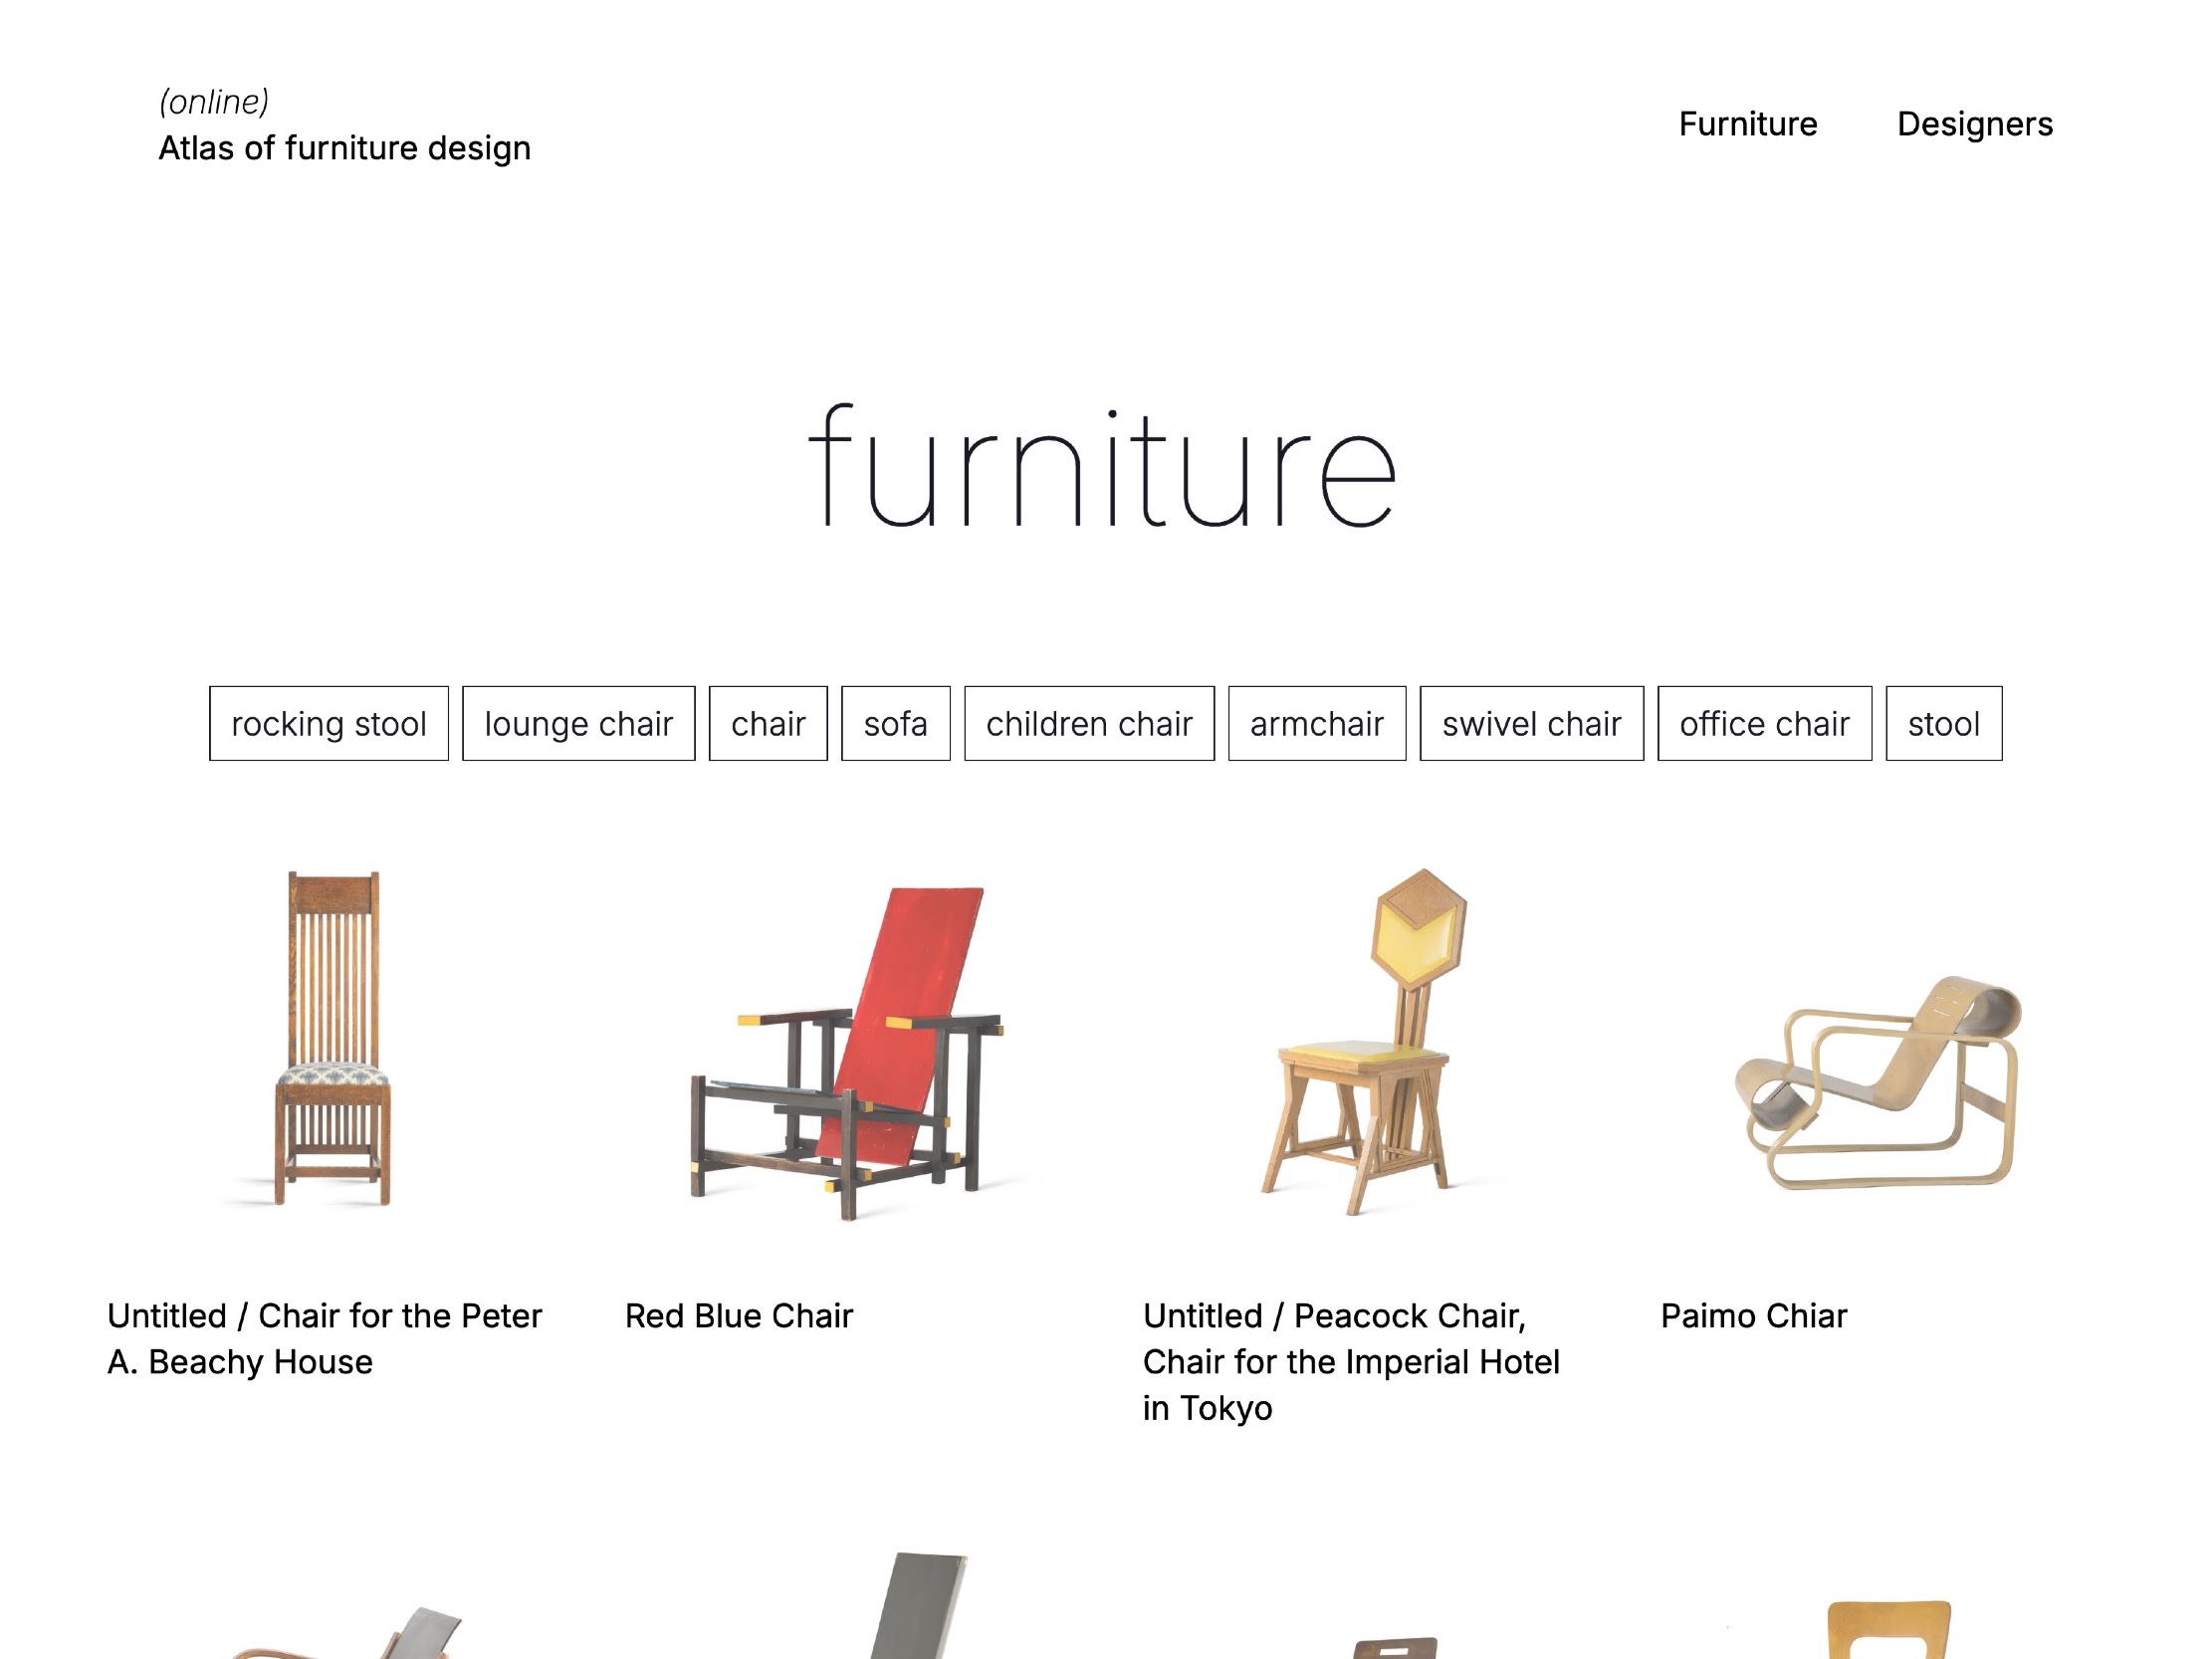 (online)
Atlas of furniture design
Furniture
Designers
furniture
rocking stool
lounge chair
chair
sofa
children chair
armchair
swivel chair
office chair
stool
Untitled / Chair for the Peter
A. Beachy House
Red Blue Chair
Untitled / Peacock Chair,
Chair for the Imperial Hotel
in Tokyo
Paimo Chiar